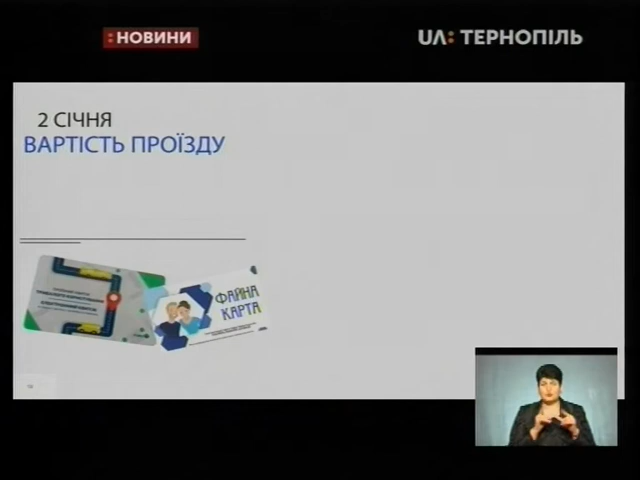 :НОВИНИ
UA: ТЕРНОПІЛЬ
2 СІЧНЯ
ВАРТІСТЬ ПРОЇЗДУ
ФАЙНА
КАРТА